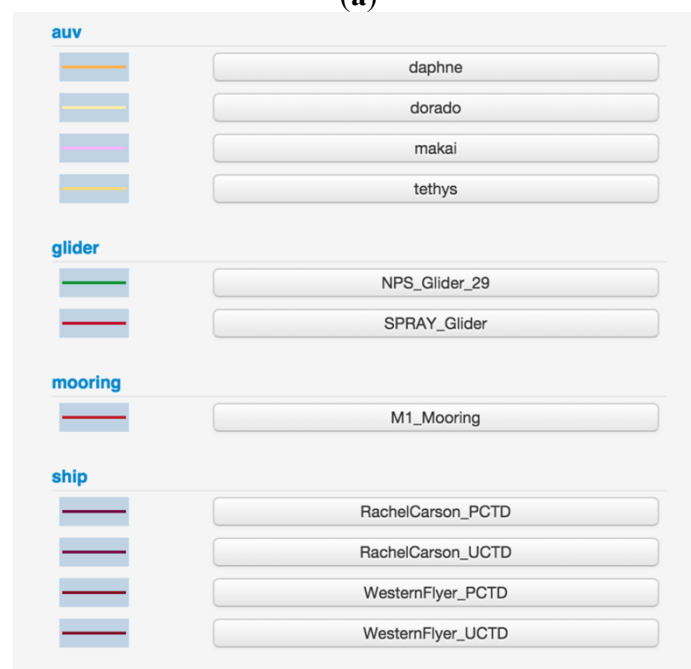 (a)
auv
daphne
dorado
makai
tethys
glider
NPS_Glider_29
SPRAY_Glider
mooring
M1_Mooring
ship
RachelCarson_PCTD
RachelCarson_UCTD
WesternFlyer_PCTD
WesternFlyer_UCTD